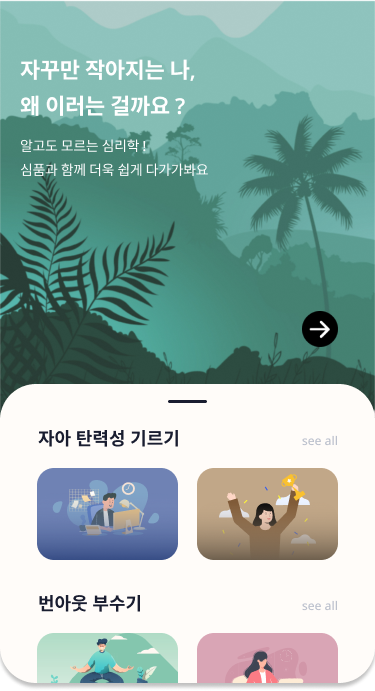 자꾸만 작아지는 나,
왜 이러는 걸까요 ?
알고도 모르는 심리학 !
심품과 함께 더욱 쉽게 다가가봐요
자아 탄력성 기르기
see all
번아웃 부수기
see all